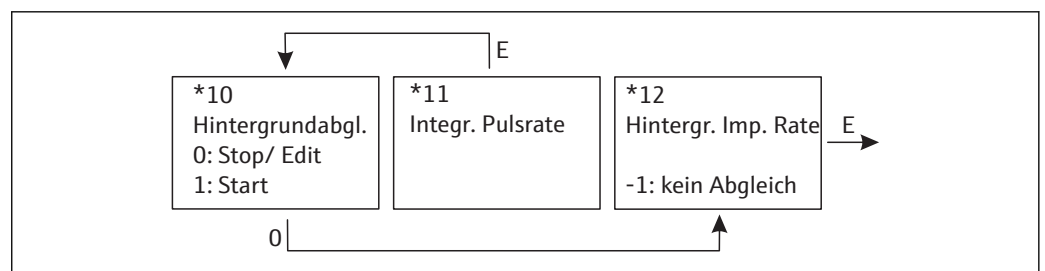 E
*10
Hintergrundabgl.
0: Stop/ Edit
1: Start
*11
Integr. Pulsrate
*12
Hintergr. Imp. Rate
-1: kein Abgleich
E
0